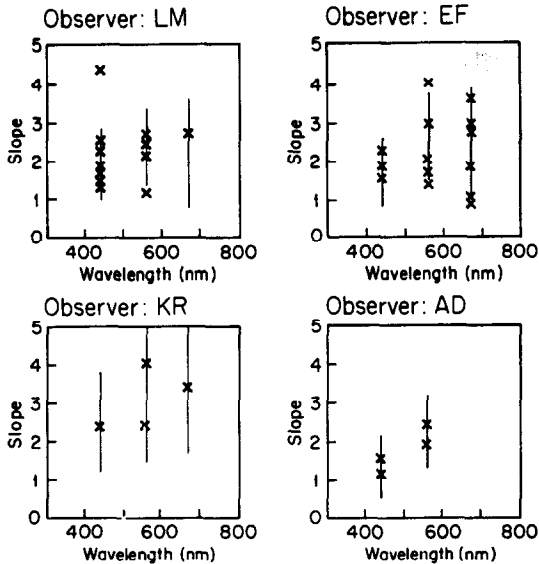 Observer: LM
5
4
3
2
1
0
Slope
400 600 800
Wavelength (nm)
Observer: EF
5
4
3
2
1
0
Slope
400 600 800
Wavelength (nm)
Observer: KR
5
4
3
2
1
0
Slope
400 600 800
Wavelength (nm)
Observer: AD
5
4
3
2
1
0
Slope
400 600 800
Wavelength (nm)